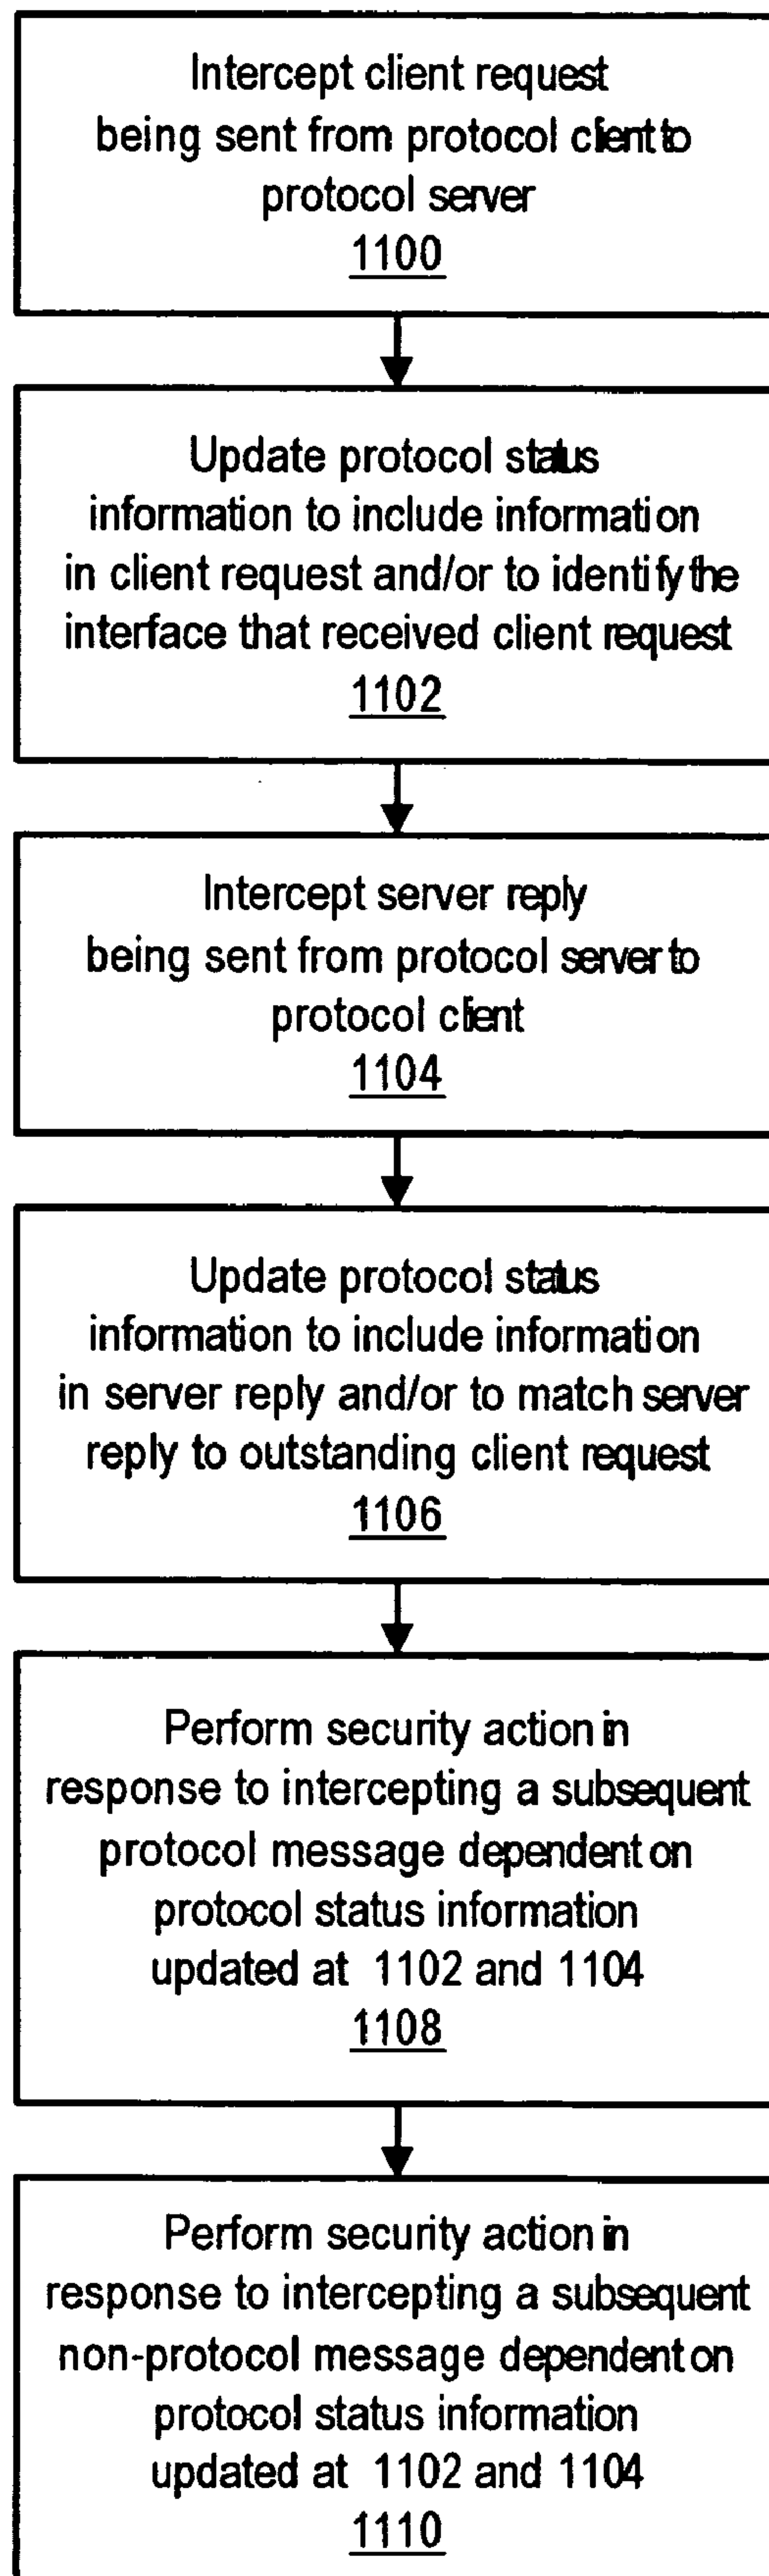 Intercept client request
being sent from protocol client to
protocol server
1100
Update protocol status
information to include information
in client request and/or to identify the
interface that received client request
1102
Intercept server reply
being sent from protocol server to
protocol client
1104
Update protocol status
information to include information
in server reply and/or to match server
reply to outstanding client request
1106
Perform security action in
response to intercepting a subsequent
protocol message dependent on
protocol status information
updated at 1102 and 1104
1108
Perform security action in
response to intercepting a subsequent
non-protocol message dependent on
protocol status information
updated at 1102 and 1104
1110